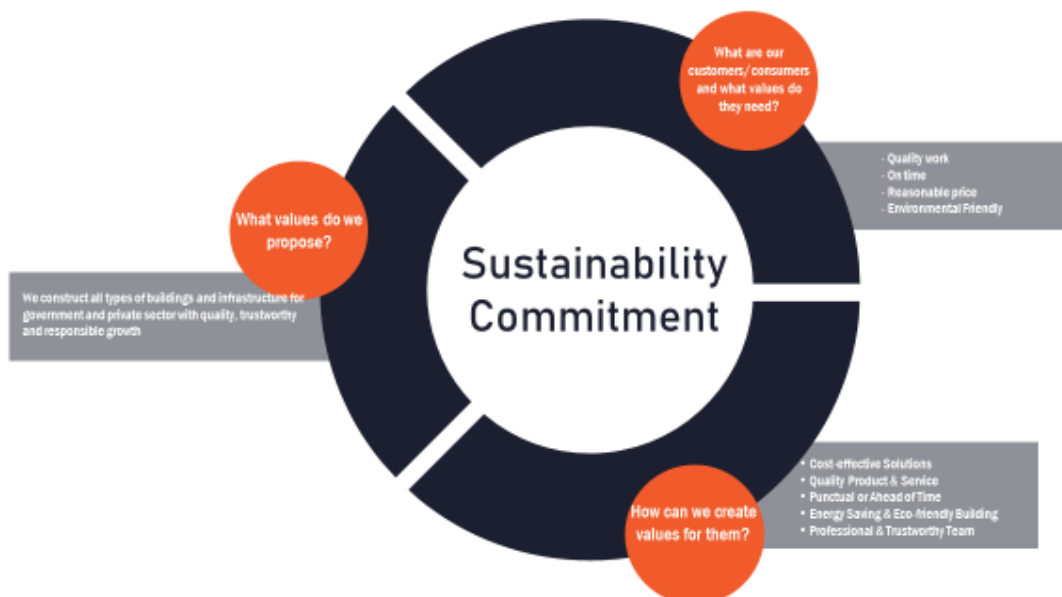 What are our
customers/consumers
and what values do
they need?
- Quality work
- On time
- Reasonable price
- Environmental Friendly
What values do we
propose?
We construct all types of buildings and infrastructure for
government and private sector with quality, trustworthy
and responsible growth
Sustainability
Commitment
How can we create
values for them?
• Cost-effective Solutions
• Quality Product & Service
• Punctual or Ahead of Time
• Energy Saving & Eco-friendly Building
• Professional & Trustworthy Team